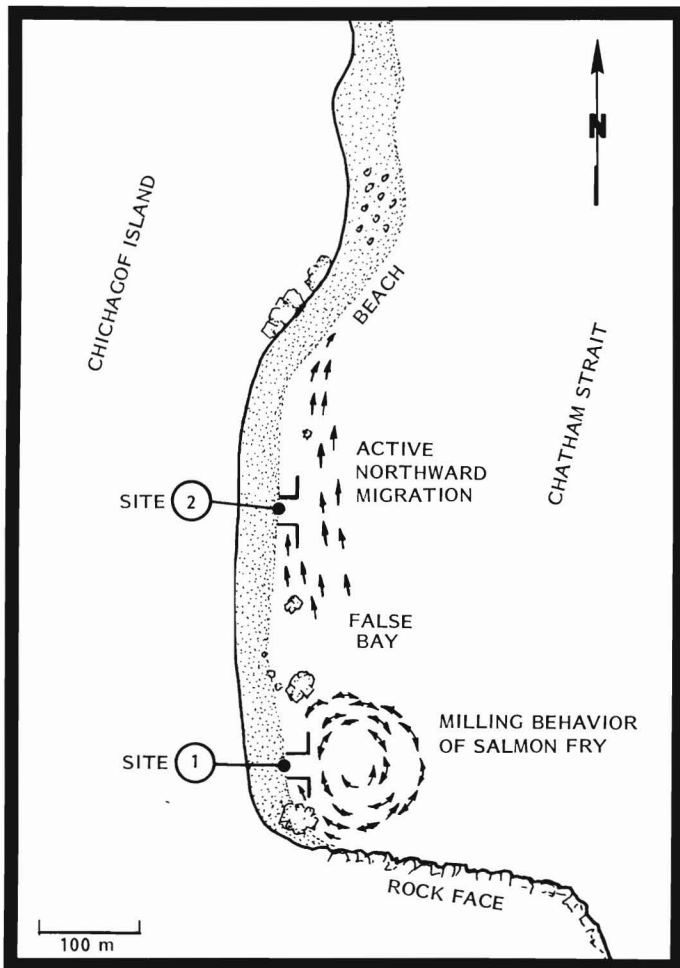 N
CHICHAGOF ISLAND
BEACH
CHATHAM STRAIT
ACTIVE
NORTHWARD
MIGRATION
SITE 2
FALSE
BAY
MILLING BEHAVIOR
OF SALMON FRY
SITE 1
ROCK FACE
100 m